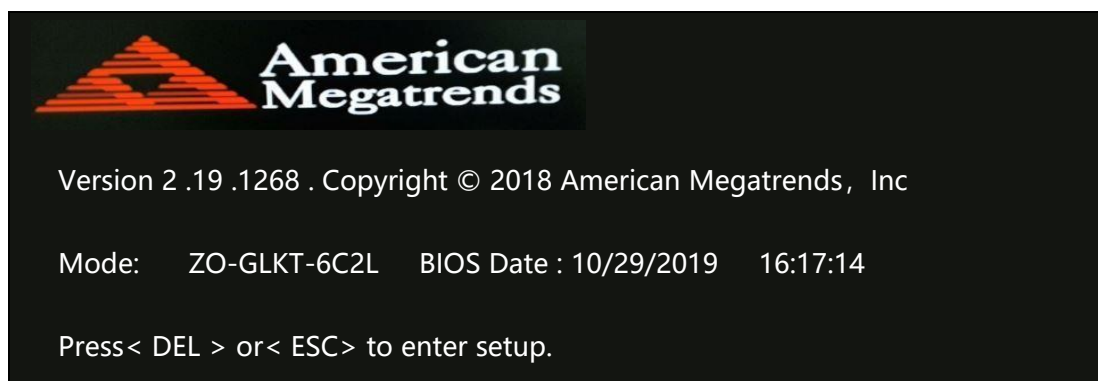 American
Megatrends
Version 2 .19 .1268 . Copyright © 2018 American Megatrends，Inc
Mode: ZO-GLKT-6C2L BIOS Date : 10/29/2019 16:17:14
Press< DEL > or< ESC> to enter setup.